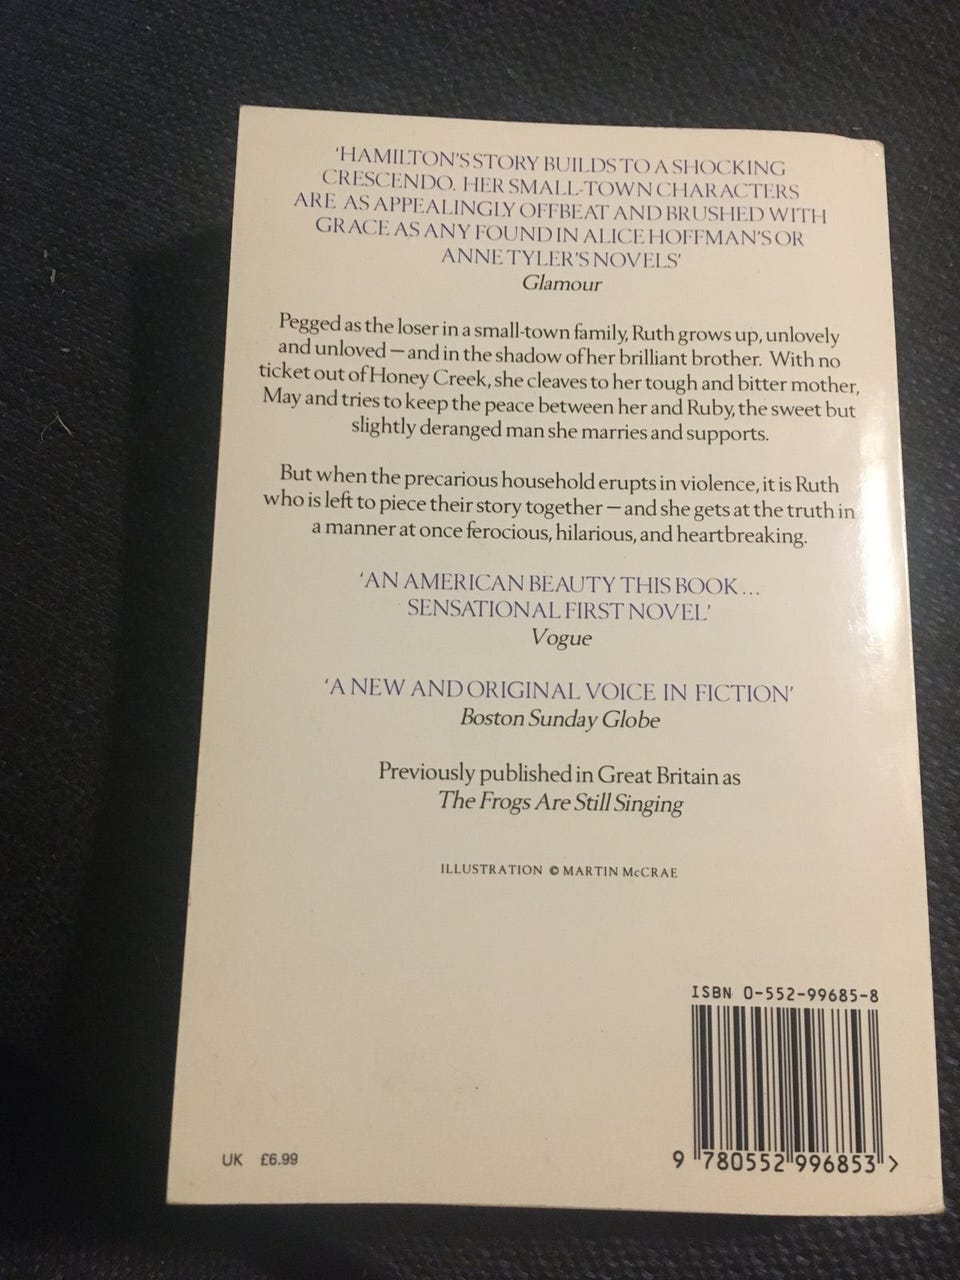 ‘HAMILTON'S STORY BUILDS TO A SHOCKING
CRESCENDO. HER SMALL-TOWN CHARACTERS
ARE AS APPEALINGLY OFFBEAT AND BRUSHED WITH
GRACE AS ANY FOUND IN ALICE HOFFMAN'S OR
ANNE TYLER'S NOVELS’
Glamour
Pegged as the loser in a small-town family, Ruth grows up, unlovely
and unloved – and in the shadow of her brilliant brother. With no
ticket out of Honey Creek, she cleaves to her tough and bitter mother,
May and tries to keep the peace between her and Ruby, the sweet but
slightly deranged man she marries and supports.
But when the precarious household erupts in violence, it is Ruth
who is left to piece their story together – and she gets at the truth in
a manner at once ferocious, hilarious, and heartbreaking.
‘AN AMERICAN BEAUTY THIS BOOK ...
SENSATIONAL FIRST NOVEL’
Vogue
‘A NEW AND ORIGINAL VOICE IN FICTION’
Boston Sunday Globe
Previously published in Great Britain as
The Frogs Are Still Singing
ILLUSTRATION © MARTIN McCRAE
ISBN 0-552-99685-8
9 780552 996853 >
UK £6.99